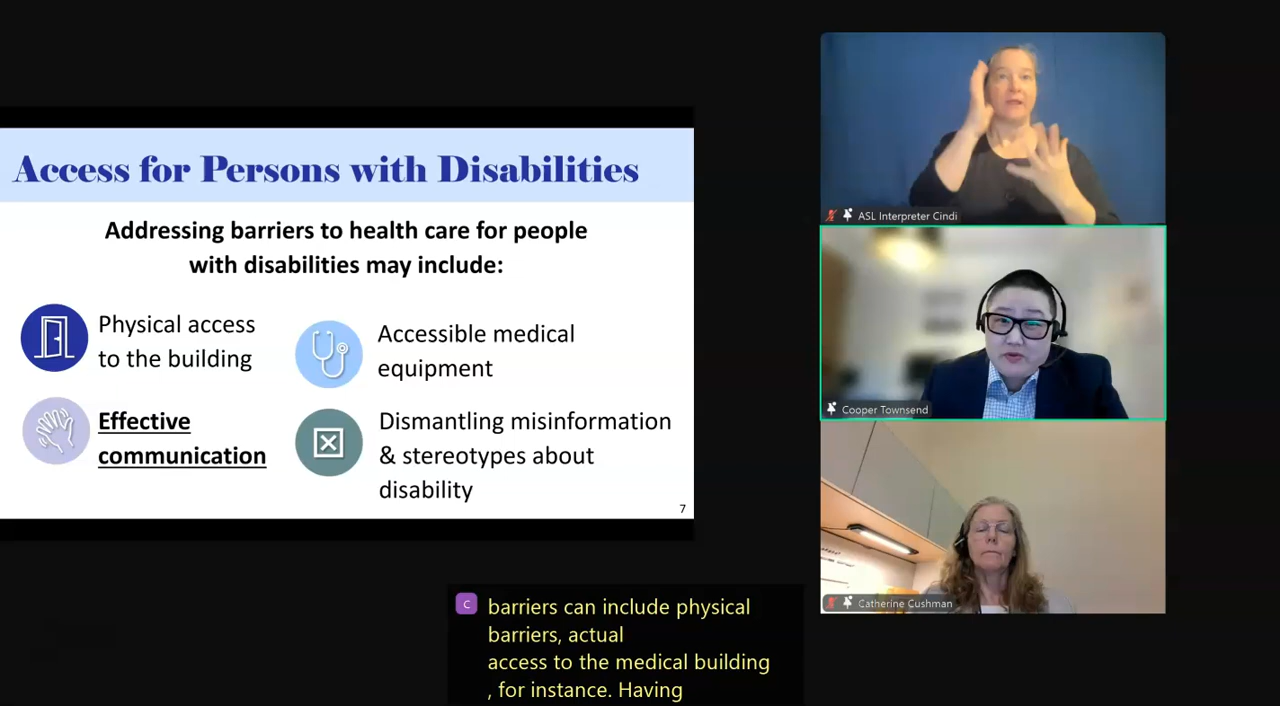 Access for Persons with Disabilities
Addressing barriers to health care for people
with disabilities may include:
Physical access
to the building
Accessible medical
equipment
Effective
communication
Dismantling misinformation
& stereotypes about
disability
7
ASL Interpreter Cindi
Cooper Townsend
Catherine Cushman
C
barriers can include physical
barriers, actual
access to the medical building
, for instance. Having